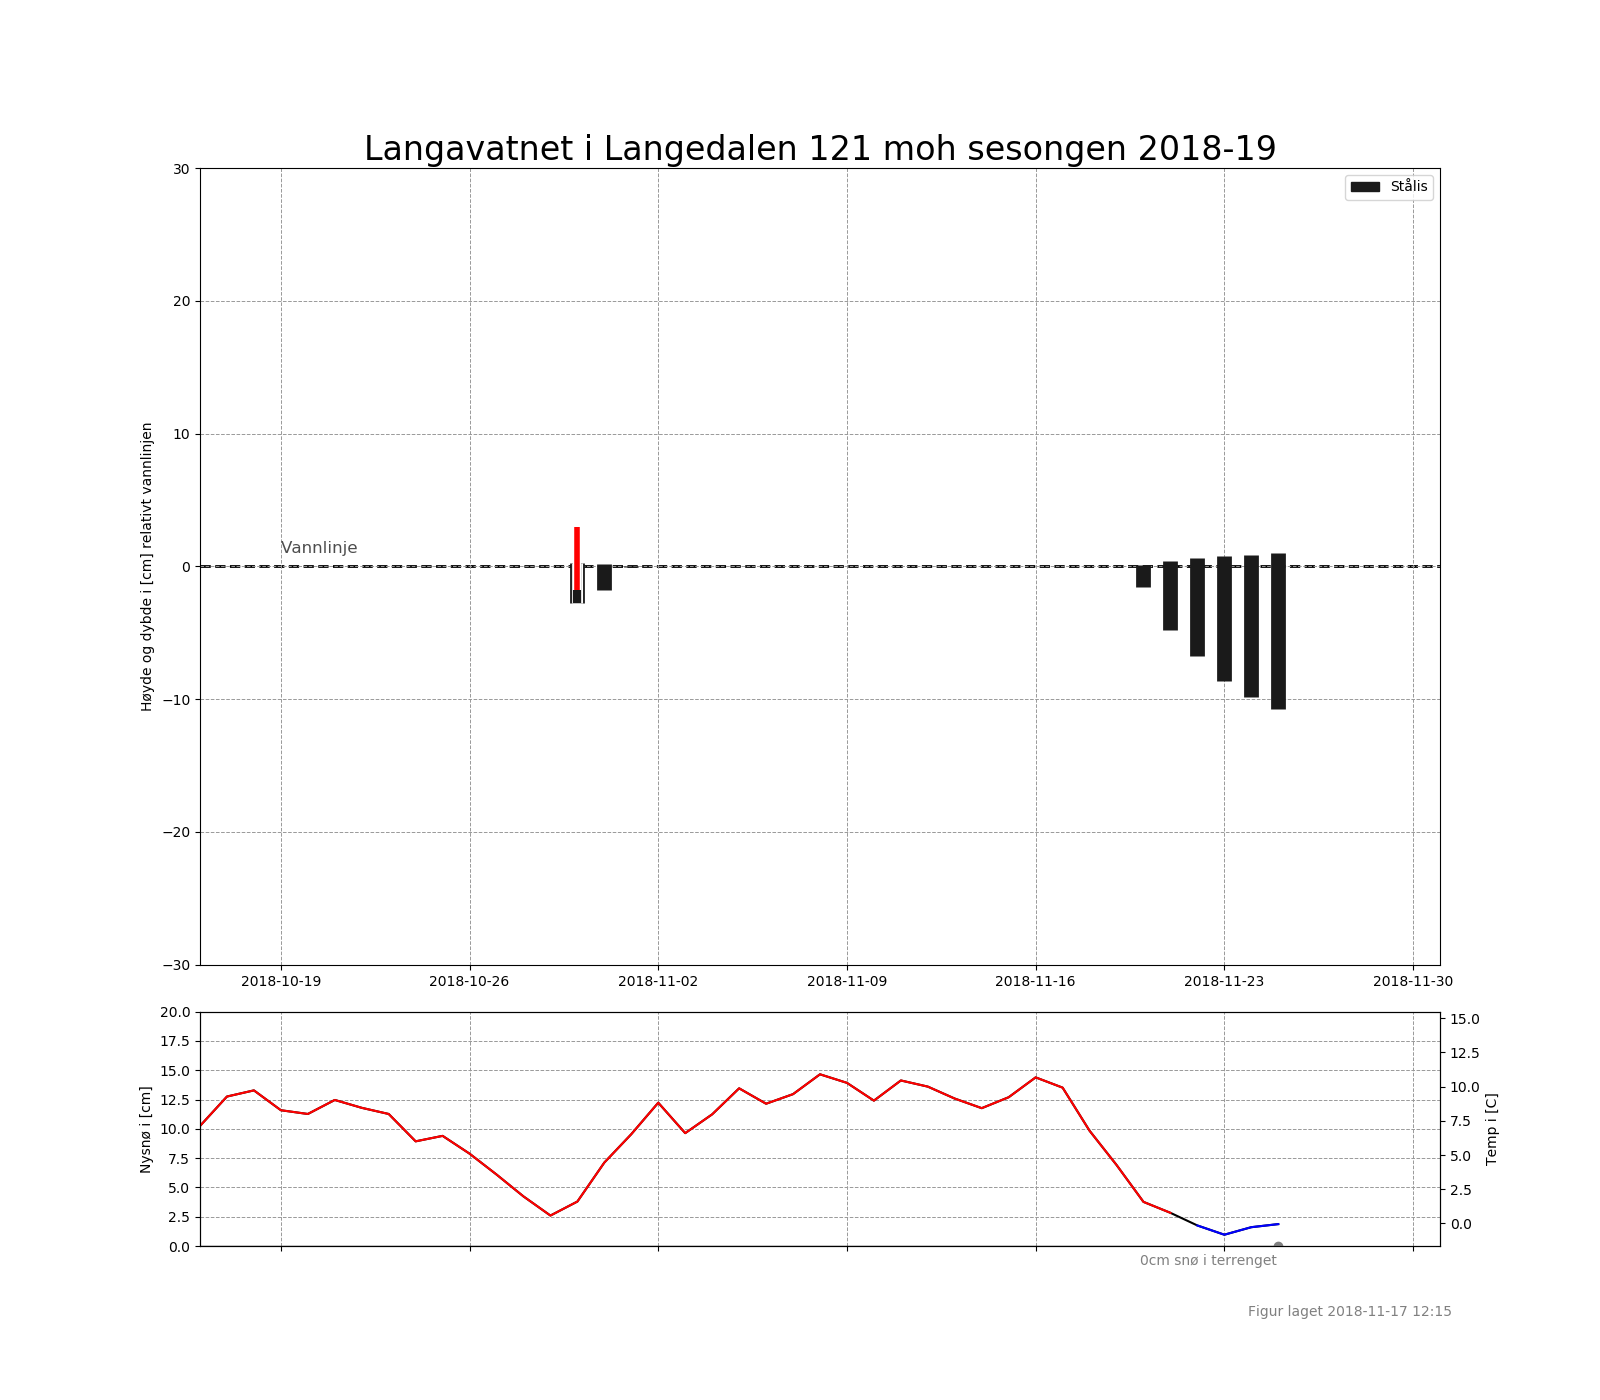 Langavatnet i Langedalen 121 moh sesongen 2018-19
Stålis
30
20
10
0
−10
−20
−30
Høyde og dybde i [cm] relativt vannlinjen
Vannlinje
2018-10-19 2018-10-26 2018-11-02 2018-11-09 2018-11-16 2018-11-23 2018-11-30
20.0
17.5
15.0
12.5
10.0
7.5
5.0
2.5
0.0
Nysnø i [cm]
15.0
12.5
10.0
7.5
5.0
2.5
0.0
Temp i [C]
0cm snø i terrenget
Figur laget 2018-11-17 12:15